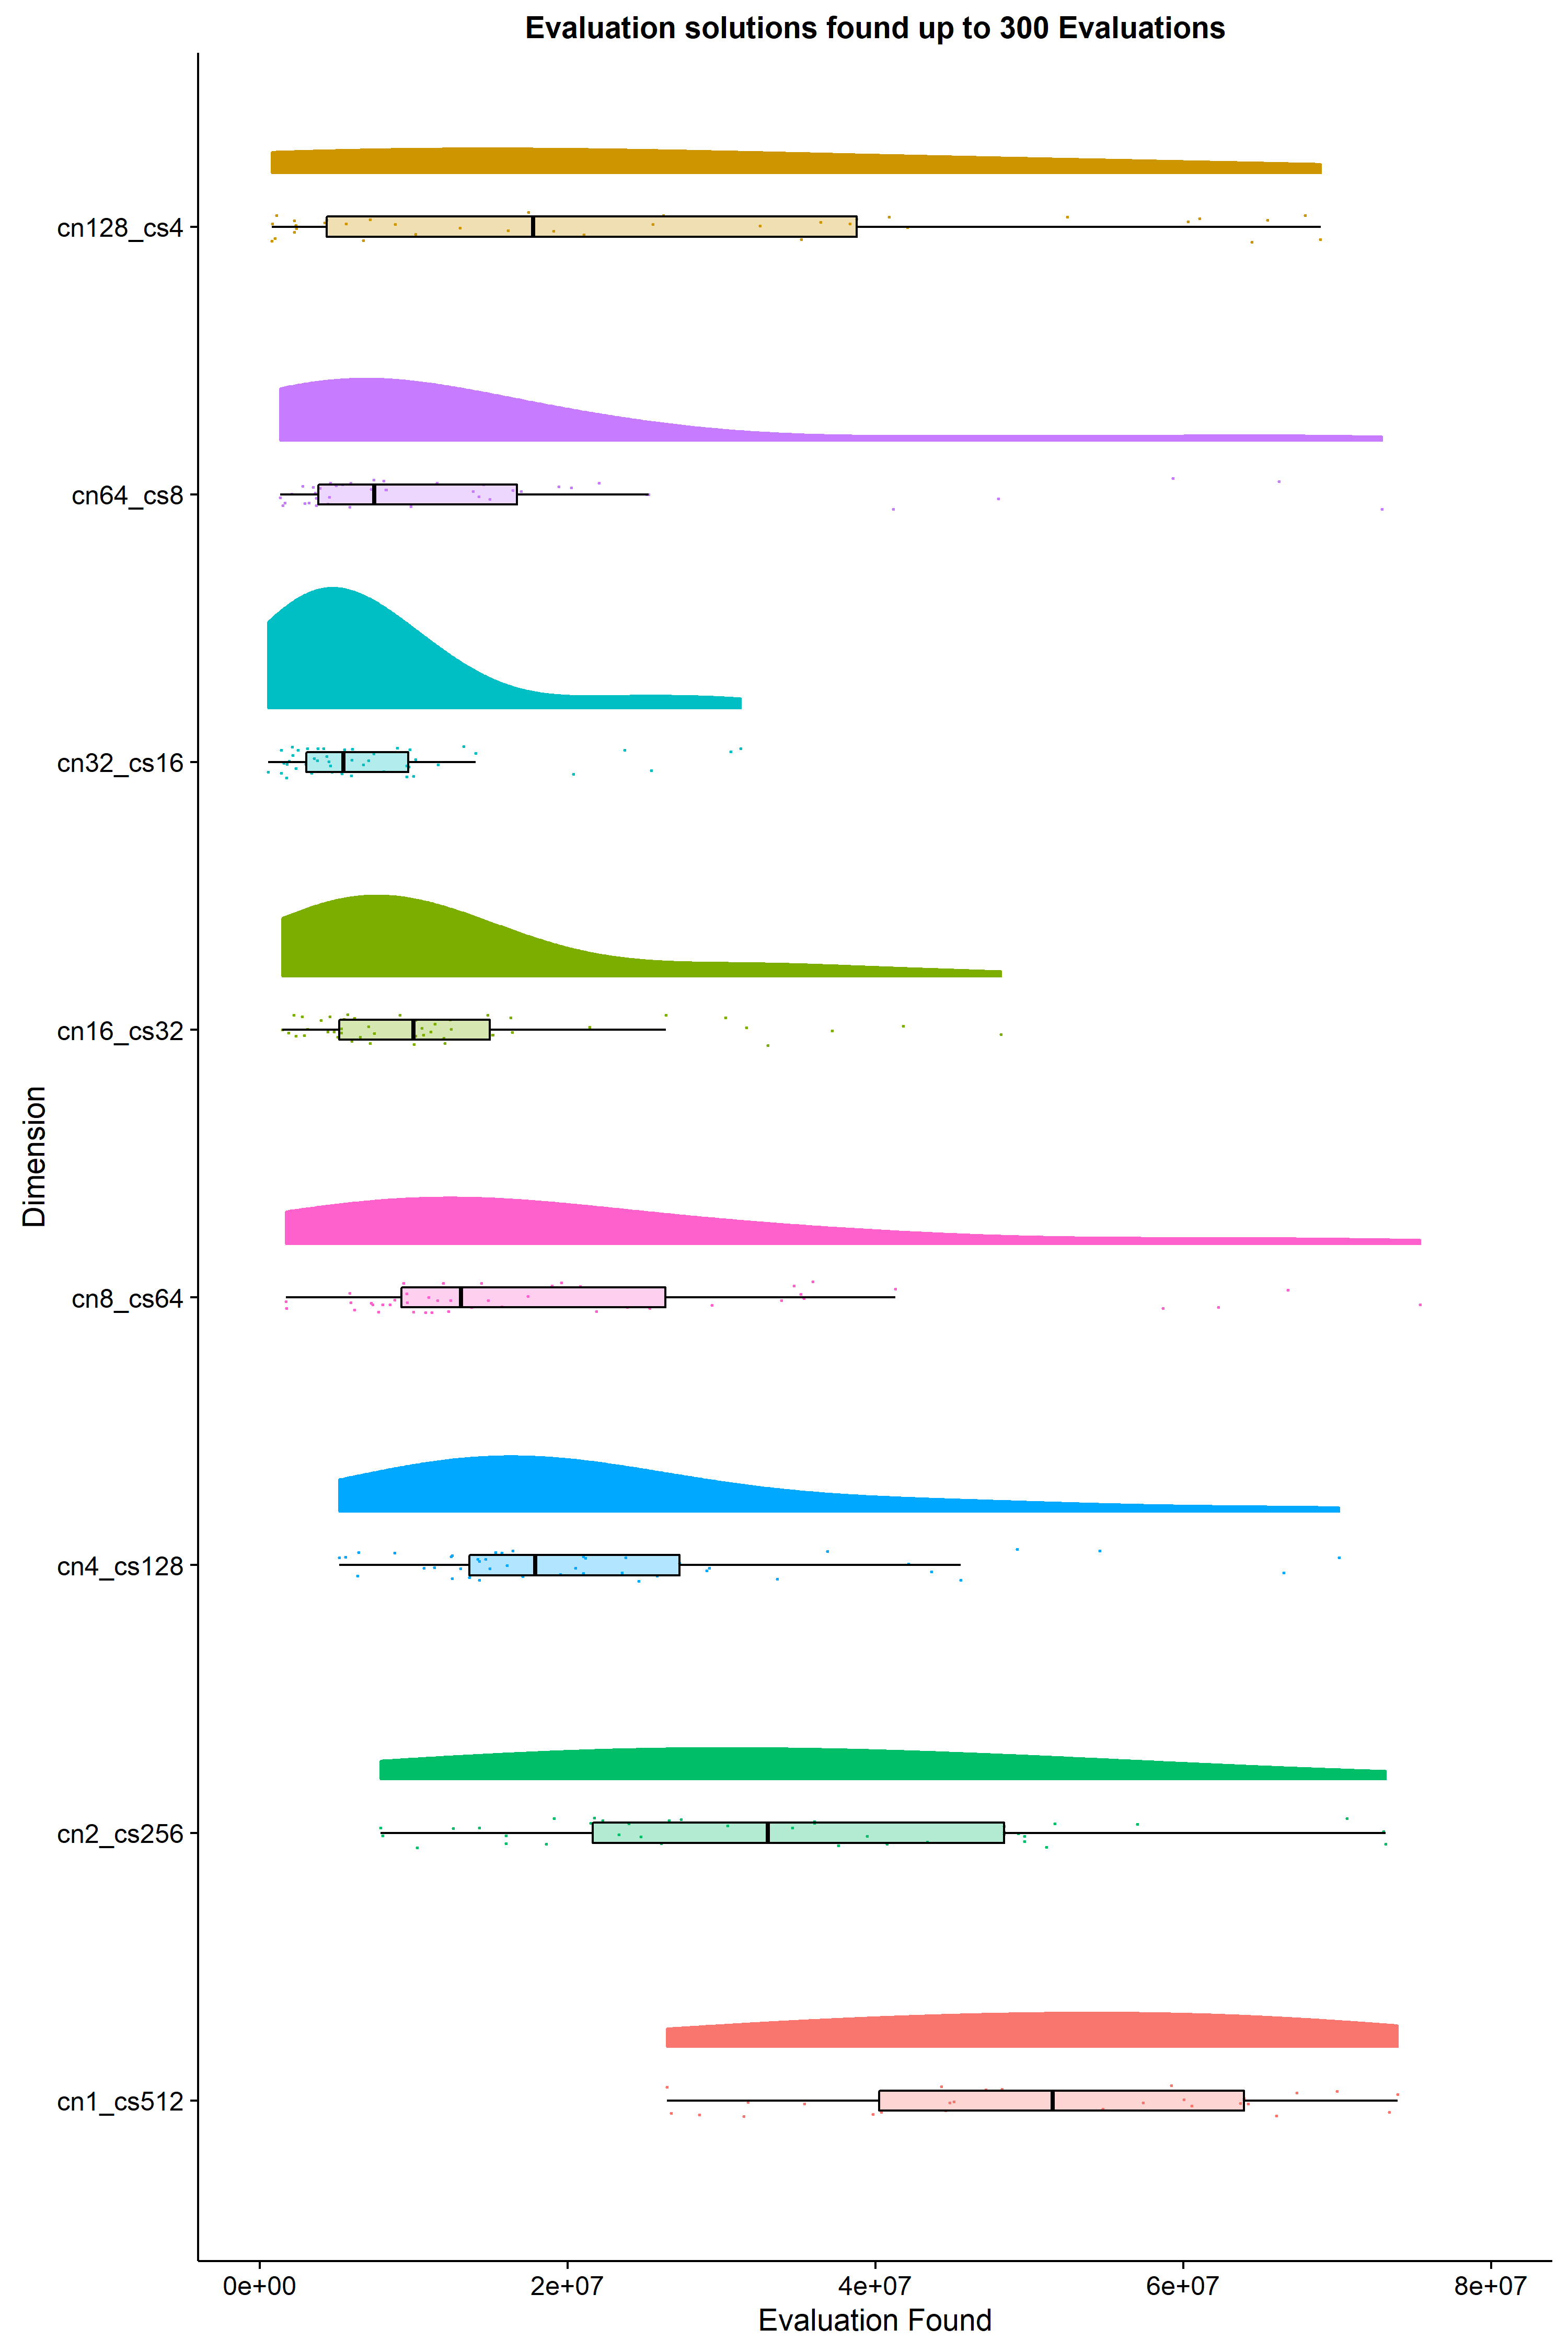 Evaluation solutions found up to 300 Evaluations
cn128_cs4
cn64_cs8
cn32_cs16
cn16_cs32
Dimension
cn8_cs64
cn4_cs128
cn2_cs256
cn1_cs512
0e+00 2e+07 4e+07 6e+07 8e+07
Evaluation Found